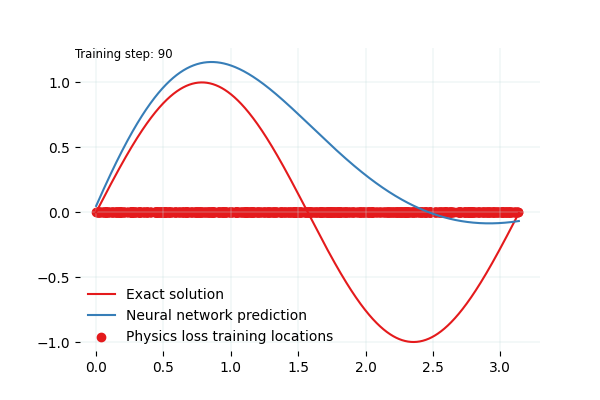 Training step: 90
1.0
0.5
0.0
−0.5
−1.0
Exact solution
Neural network prediction
Physics loss training locations
0.0 0.5 1.0 1.5 2.0 2.5 3.0